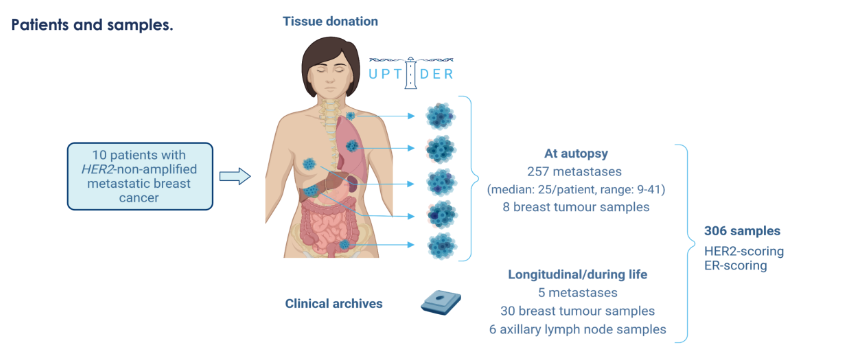 Patients and samples.
Tissue donation
UPTIDER
10 patients with
HER2-non-amplified
metastatic breast
cancer
At autopsy
257 metastases
(median: 25/patient, range: 9-41)
8 breast tumour samples
306 samples
HER2-scoring
ER-scoring
Longitudinal/during life
5 metastases
30 breast tumour samples
6 axillary lymph node samples
Clinical archives